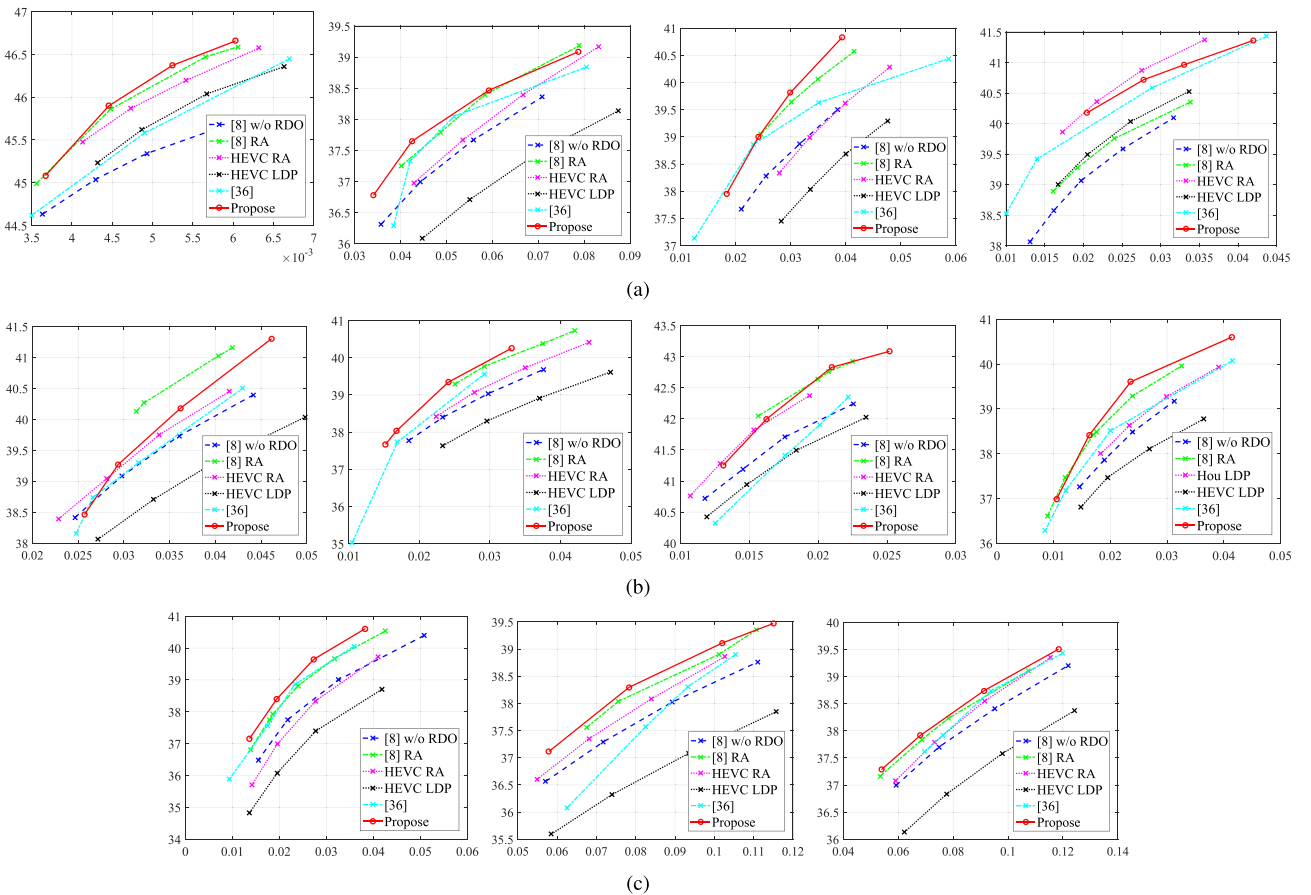 47
46.5
46
45.5
45
44.5
3.5 4 4.5 5 5.5 6 6.5 7
×10⁻³
[8] w/o RDO
[8] RA
HEVC RA
HEVC LDP
[36]
Propose
39.5
39
38.5
38
37.5
37
36.5
36
0.03 0.04 0.05 0.06 0.07 0.08 0.09
[8] w/o RDO
[8] RA
HEVC RA
HEVC LDP
[36]
Propose
41
40.5
40
39.5
39
38.5
38
37.5
37
0.01 0.02 0.03 0.04 0.05 0.06
[8] w/o RDO
[8] RA
HEVC RA
HEVC LDP
[36]
Propose
41.5
41
40.5
40
39.5
39
38.5
38
0.01 0.015 0.02 0.025 0.03 0.035 0.04 0.045
[8] w/o RDO
[8] RA
HEVC RA
HEVC LDP
[36]
Propose
(a)
41.5
41
40.5
40
39.5
39
38.5
38
0.02 0.025 0.03 0.035 0.04 0.045 0.05
[8] w/o RDO
[8] RA
HEVC RA
HEVC LDP
[36]
Propose
41
40
39
38
37
36
35
0.01 0.02 0.03 0.04 0.05
[8] w/o RDO
[8] RA
HEVC RA
HEVC LDP
[36]
Propose
43.5
43
42.5
42
41.5
41
40.5
40
0.01 0.015 0.02 0.025 0.03
[8] w/o RDO
[8] RA
HEVC RA
HEVC LDP
[36]
Propose
41
40
39
38
37
36
0 0.01 0.02 0.03 0.04 0.05
[8] w/o RDO
[8] RA
Hou LDP
HEVC LDP
[36]
Propose
(b)
41
40
39
38
37
36
35
34
0 0.01 0.02 0.03 0.04 0.05 0.06
[8] w/o RDO
[8] RA
HEVC RA
HEVC LDP
[36]
Propose
39.5
39
38.5
38
37.5
37
36.5
36
35.5
0.05 0.06 0.07 0.08 0.09 0.1 0.11 0.12
[8] w/o RDO
[8] RA
HEVC RA
HEVC LDP
[36]
Propose
40
39.5
39
38.5
38
37.5
37
36.5
36
0.04 0.06 0.08 0.1 0.12 0.14
[8] w/o RDO
[8] RA
HEVC RA
HEVC LDP
[36]
Propose
(c)